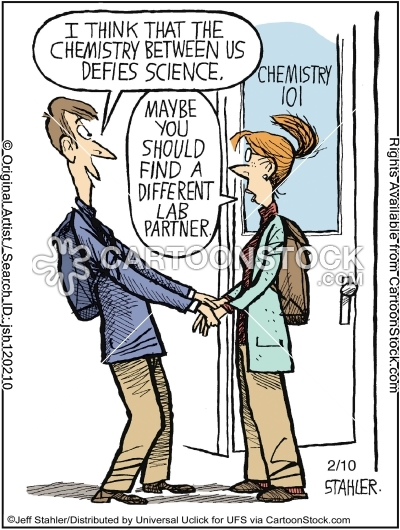 I THINK THAT THE
CHEMISTRY BETWEEN US
DEFIES SCIENCE.
CHEMISTRY
101
MAYBE
YOU
SHOULD
FIND A
DIFFERENT
LAB
PARTNER.
CARTOONSTOCK
.com
2/10
STAHLER.
© Original Artist / Search ID: jsh120210
Rights Available from CartoonStock.com
©Jeff Stahler/Distributed by Universal Uclick for UFS via CartoonStock.com